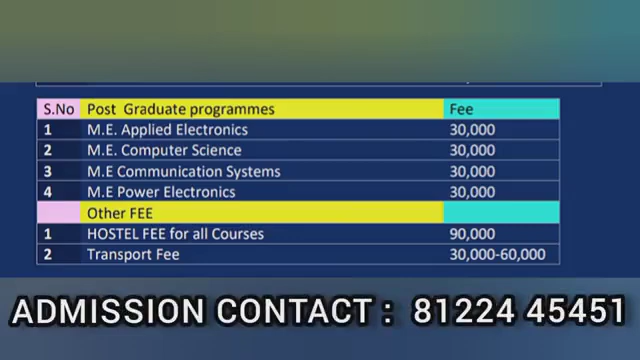 S.No Post Graduate programmes Fee
1 M.E. Applied Electronics 30,000
2 M.E. Computer Science 30,000
3 M.E Communication Systems 30,000
4 M.E Power Electronics 30,000
Other FEE
1 HOSTEL FEE for all Courses 90,000
2 Transport Fee 30,000-60,000
ADMISSION CONTACT : 81224 45451